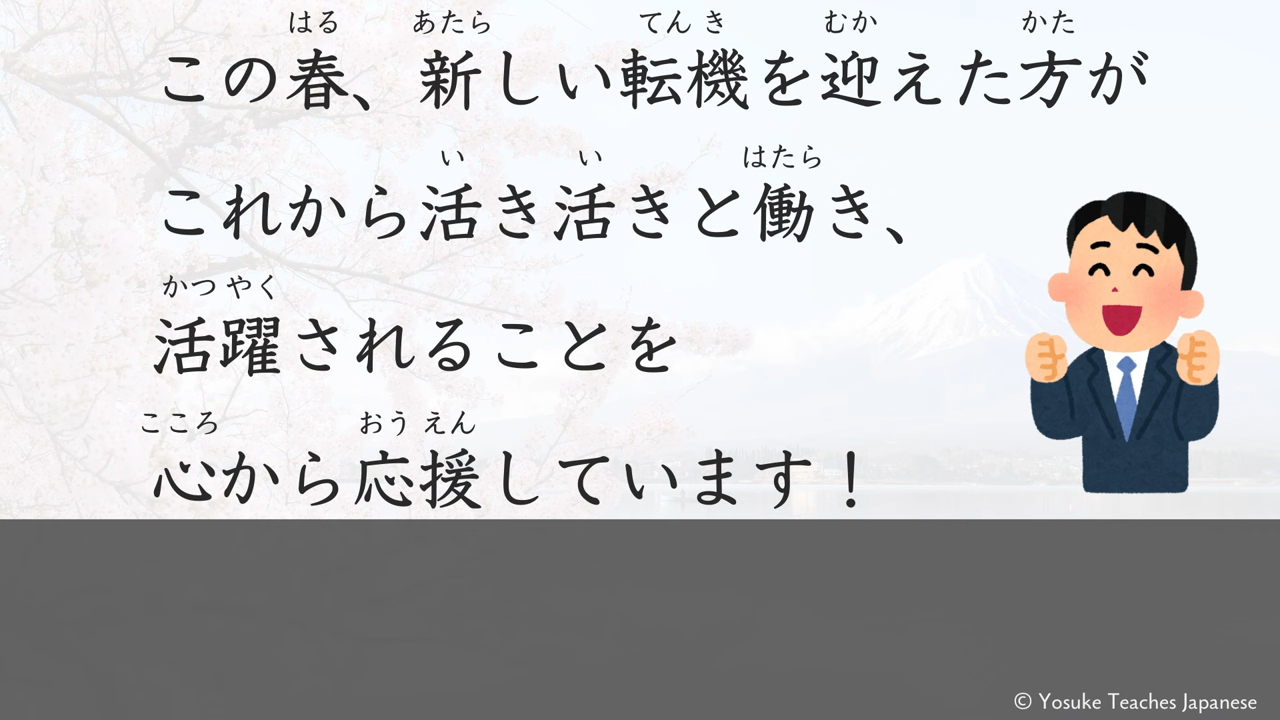 はる あたら てんき むか かた
この春、新しい転機を迎えた方が
い い はたら
これから活き活きと働き、
かつやく
活躍されることを
こころ おうえん
心から応援しています！
© Yosuke Teaches Japanese